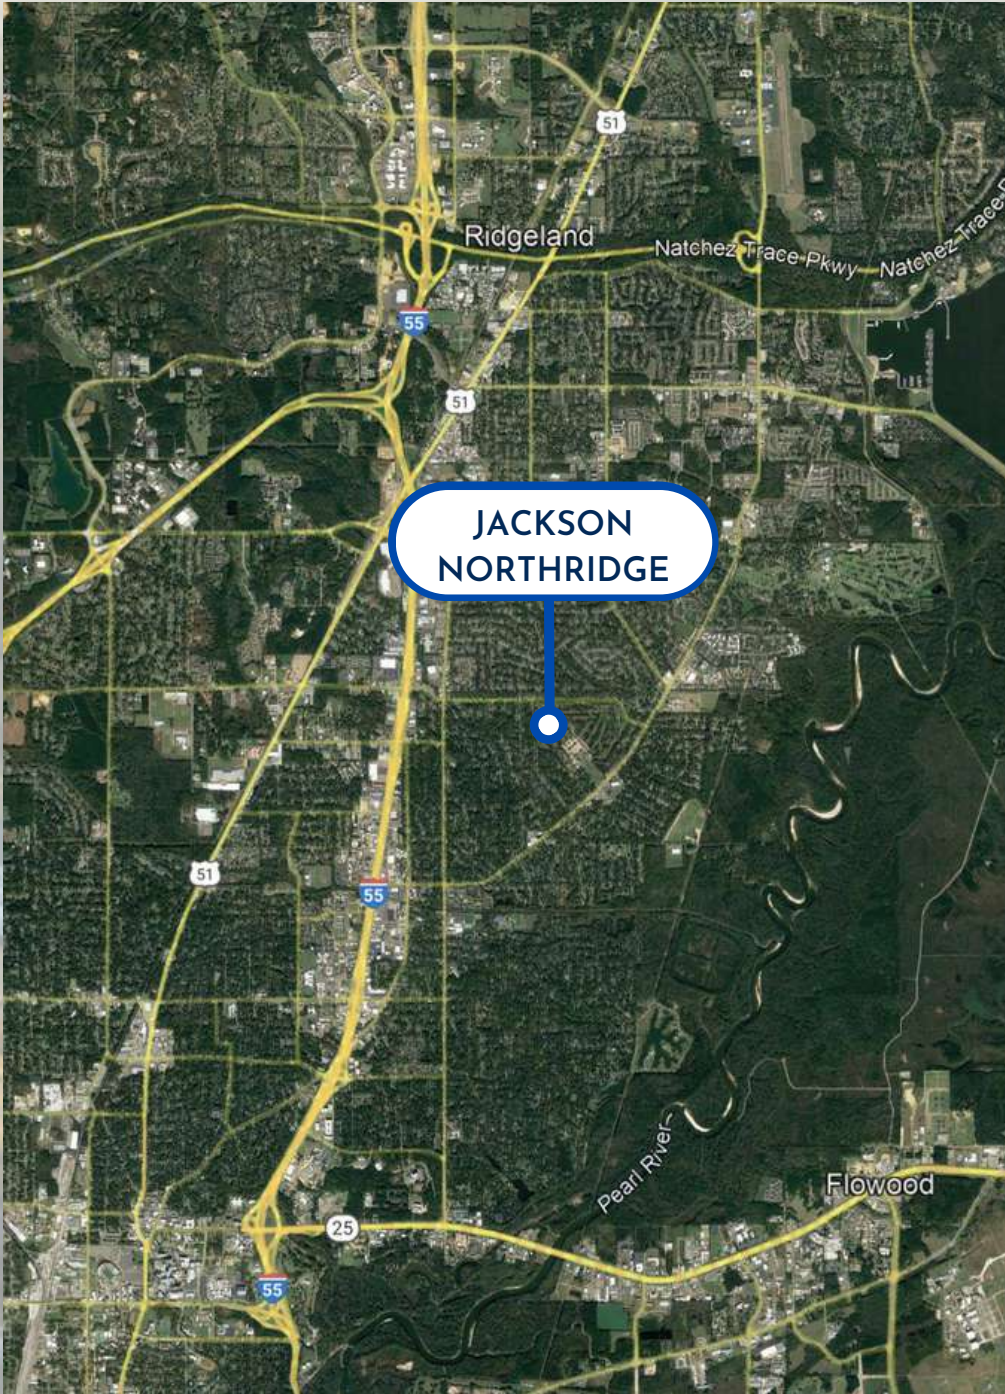 51
Ridgeland
Natchez Trace Pkwy
Natchez Trace P
55
51
JACKSON
NORTHRIDGE
51
55
Pearl River
Flowood
25
55